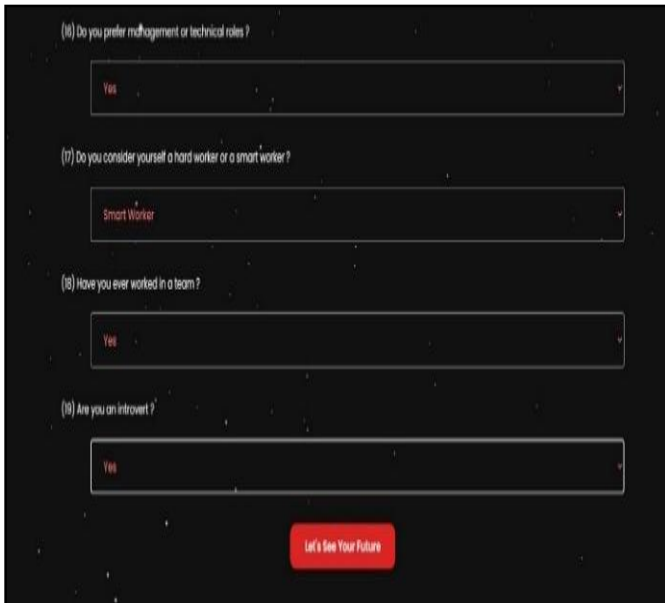 (16) Do you prefer management or technical roles ?
Yes
(17) Do you consider yourself a hard worker or a smart worker ?
Smart Worker
(18) Have you ever worked in a team ?
Yes
(19) Are you an introvert ?
Yes
Let's See Your Future